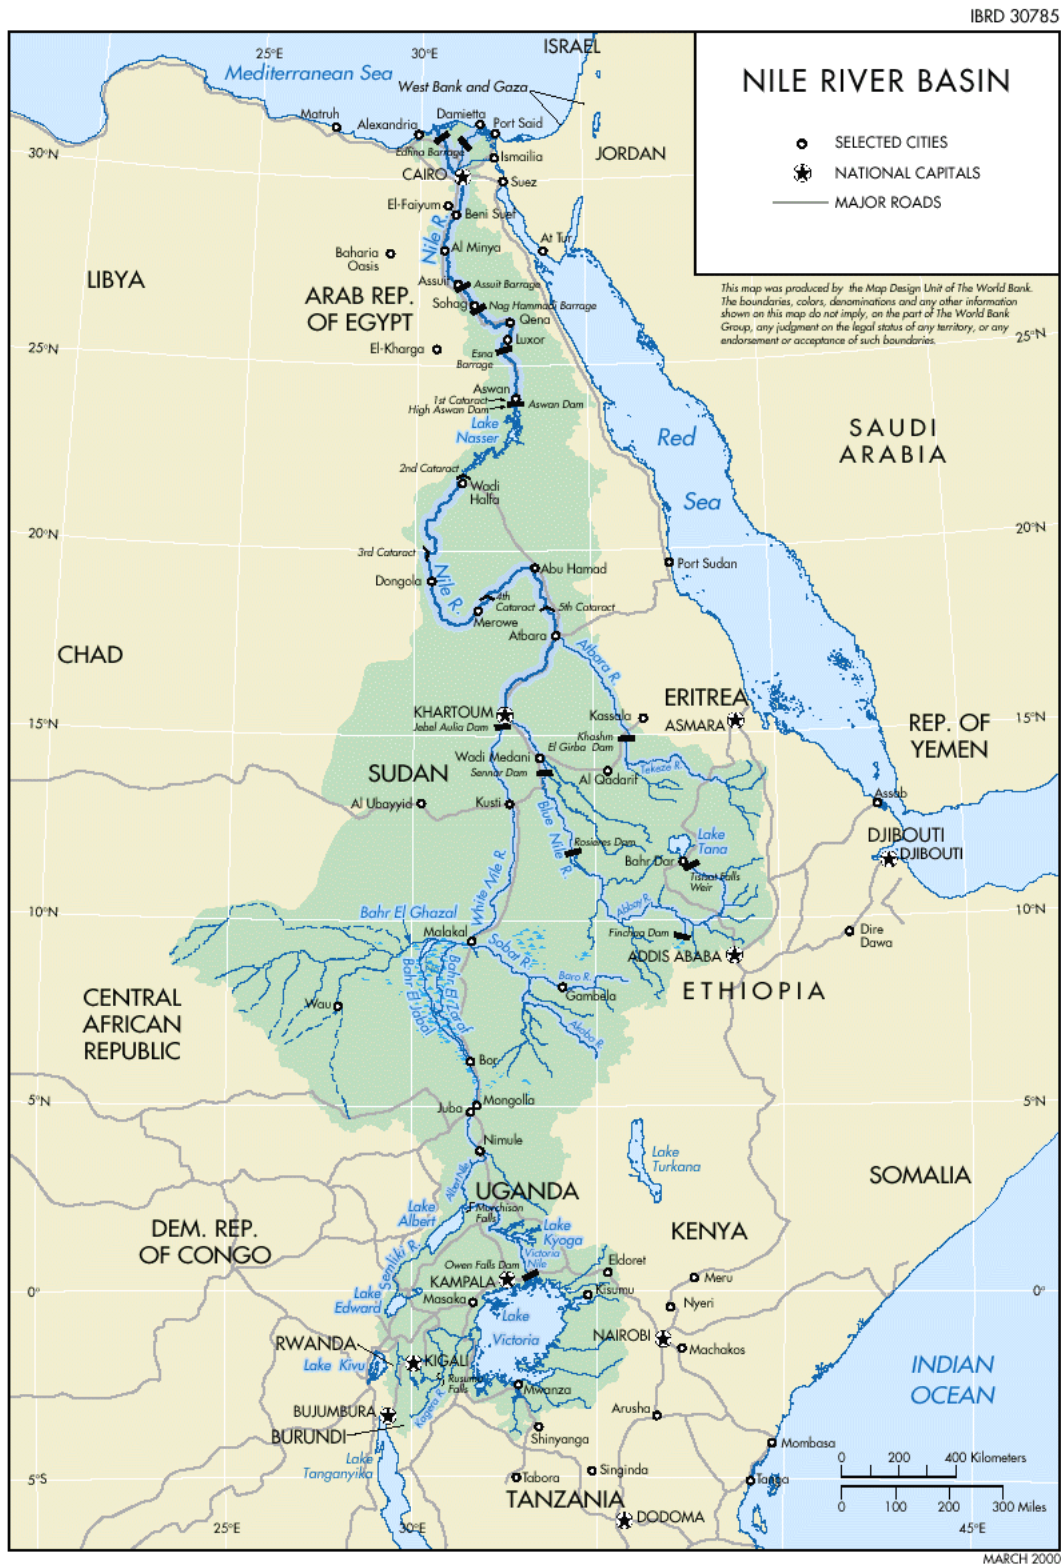 IBRD 30785
NILE RIVER BASIN
SELECTED CITIES
NATIONAL CAPITALS
MAJOR ROADS
This map was produced by the Map Design Unit of The World Bank.
The boundaries, colors, denominations and any other information
shown on this map do not imply, on the part of The World Bank
Group, any judgment on the legal status of any territory, or any
endorsement or acceptance of such boundaries.
25°E
30°E
ISRAEL
Mediterranean Sea
West Bank and Gaza
Matruh
Alexandria
Damietta
Port Said
Edfina Barrage
Ismailia
JORDAN
30°N
CAIRO
Suez
El-Faiyum
Beni Suef
Nile R.
At Tur
Al Minya
Baharia
Oasis
LIBYA
Assuit
Assuit Barrage
ARAB REP.
OF EGYPT
Sohag
Nag Hammadi Barrage
Qena
Luxor
25°N
25°N
El-Kharga
Esna
Barrage
Aswan
1st Cataract
High Aswan Dam
Aswan Dam
Lake
Nasser
Red
Sea
SAUDI
ARABIA
2nd Cataract
Wadi
Halfa
20°N
20°N
3rd Cataract
Dongola
Nile R.
Abu Hamad
Port Sudan
4th
Cataract
5th Cataract
Merowe
Atbara
Atbara R.
CHAD
ERITREA
ASMARA
KHARTOUM
Jebel Aulia Dam
Kassala
15°N
15°N
REP. OF
YEMEN
Khashm
El Girba Dam
Wadi Medani
Sennar Dam
Al Qadarif
Tekeze R.
SUDAN
Al Ubayyid
Kusti
Assab
Blue Nile R.
Rosieres Dam
Lake
Tana
DJIBOUTI
DJIBOUTI
Bahr Dar
Tissat Falls
Weir
White Nile R.
Abbay R.
10°N
10°N
Bahr El Ghazal
Malakal
Finchaa Dam
Dire
Dawa
Sobat R.
ADDIS ABABA
Bahr El Jabal
Bahr El Zaraf
Baro R.
Gambela
ETHIOPIA
CENTRAL
AFRICAN
REPUBLIC
Wau
Akobo R.
Bor
5°N
5°N
Mongolla
Juba
Nimule
Lake
Turkana
Albert Nile
UGANDA
SOMALIA
Murchison
Falls
Lake
Albert
Lake
Kyoga
KENYA
DEM. REP.
OF CONGO
Semliki R.
Victoria
Nile
Owen Falls Dam
Eldoret
KAMPALA
Meru
0°
0°
Lake
Edward
Masaka
Kisumu
Nyeri
Lake
Victoria
NAIROBI
Machakos
RWANDA
Lake Kivu
KIGALI
Rusumo
Falls
Kagera R.
Mwanza
INDIAN
OCEAN
BUJUMBURA
BURUNDI
Arusha
Shinyanga
Mombasa
Lake
Tanganyika
5°S
Tabora
Singinda
Tanga
TANZANIA
DODOMA
0 200 400 Kilometers
0 100 200 300 Miles
25°E
30°E
45°E
MARCH 2000